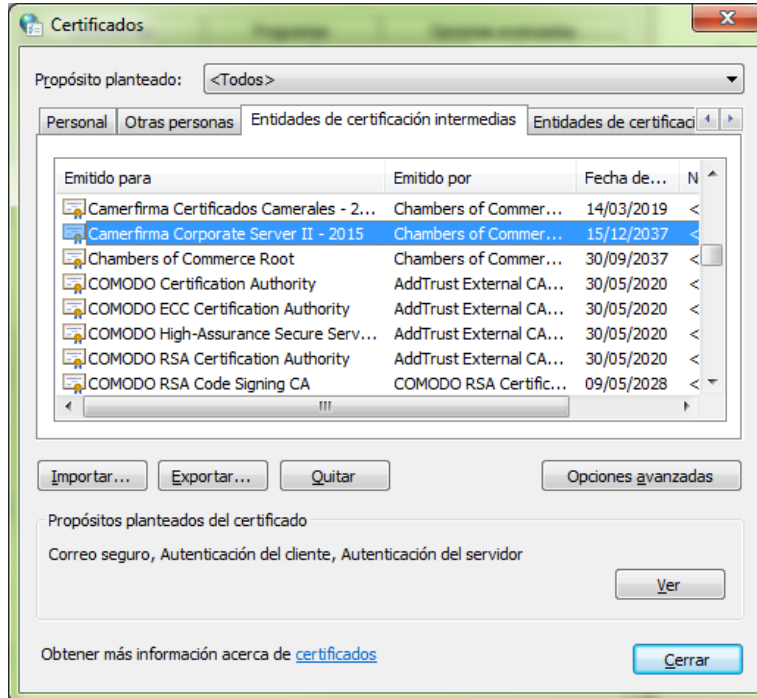 Certificados
Propósito planteado: <Todos>
Personal Otras personas Entidades de certificación intermedias Entidades de certificaci
Emitido para Emitido por Fecha de... N
Camerfirma Certificados Camerales - 2... Chambers of Commer... 14/03/2019 <
Camerfirma Corporate Server II - 2015 Chambers of Commer... 15/12/2037 <
Chambers of Commerce Root Chambers of Commer... 30/09/2037 <
COMODO Certification Authority AddTrust External CA... 30/05/2020 <
COMODO ECC Certification Authority AddTrust External CA... 30/05/2020 <
COMODO High-Assurance Secure Serv... AddTrust External CA... 30/05/2020 <
COMODO RSA Certification Authority AddTrust External CA... 30/05/2020 <
COMODO RSA Code Signing CA COMODO RSA Certific... 09/05/2028 <
Importar... Exportar... Quitar Opciones avanzadas
Propósitos planteados del certificado
Correo seguro, Autenticación del cliente, Autenticación del servidor
Ver
Obtener más información acerca de certificados
Cerrar